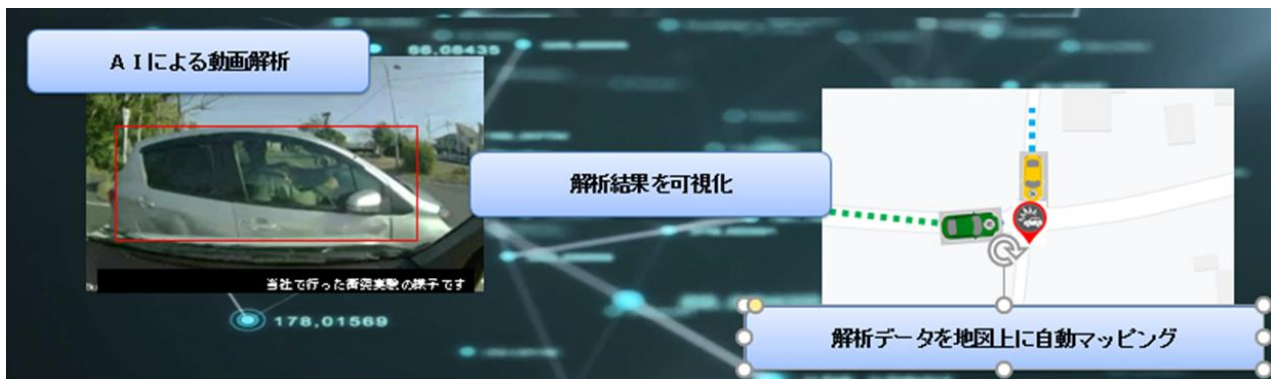 ＡＩによる動画解析
66.08435
解析結果を可視化
当社で行った衝突実験の様子です
178,01569
解析データを地図上に自動マッピング